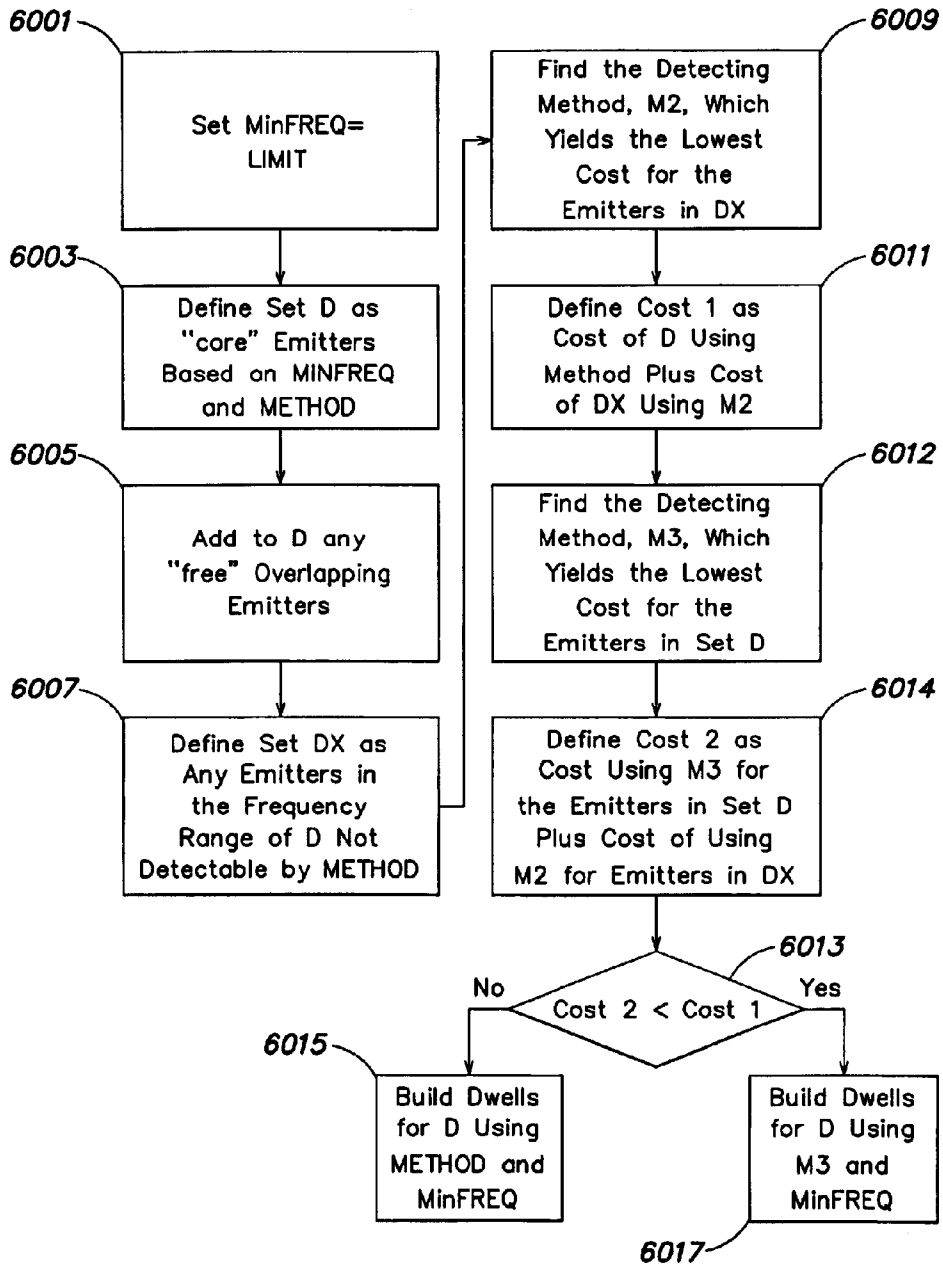 6001
Set MinFREQ=
LIMIT
6003
Define Set D as
"core" Emitters
Based on MINFREQ
and METHOD
6005
Add to D any
"free" Overlapping
Emitters
6007
Define Set DX as
Any Emitters in
the Frequency
Range of D Not
Detectable by METHOD
6009
Find the Detecting
Method, M2, Which
Yields the Lowest
Cost for the
Emitters in DX
6011
Define Cost 1 as
Cost of D Using
Method Plus Cost
of DX Using M2
6012
Find the Detecting
Method, M3, Which
Yields the Lowest
Cost for the
Emitters in Set D
6014
Define Cost 2 as
Cost Using M3 for
the Emitters in Set D
Plus Cost of Using
M2 for Emitters in DX
6013
No
Cost 2 < Cost 1
Yes
6015
Build Dwells
for D Using
METHOD and
MinFREQ
Build Dwells
for D Using
M3 and
MinFREQ
6017